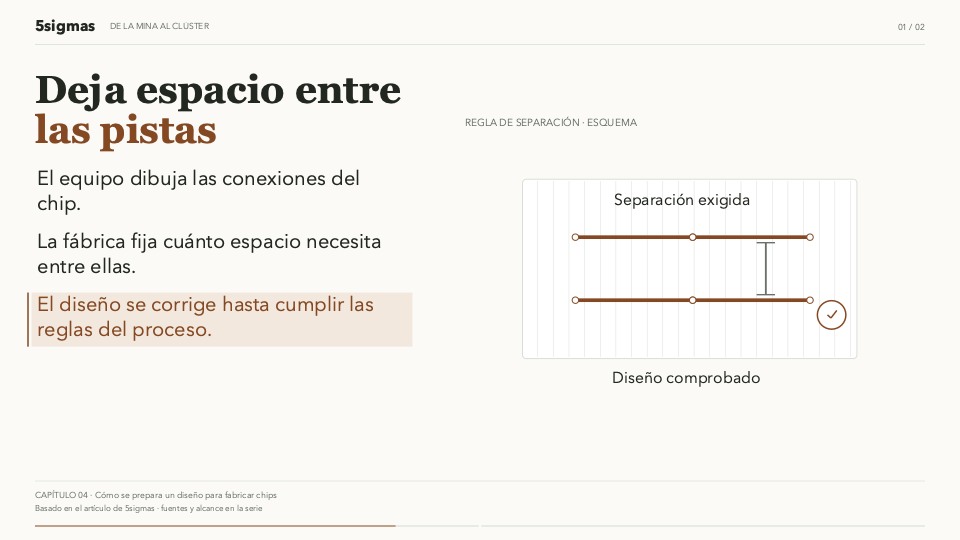 5sigmas
DE LA MINA AL CLÚSTER
01 / 02
Deja espacio entre
las pistas
El equipo dibuja las conexiones del
chip.
La fábrica fija cuánto espacio necesita
entre ellas.
El diseño se corrige hasta cumplir las
reglas del proceso.
REGLA DE SEPARACIÓN · ESQUEMA
Separación exigida
Diseño comprobado
CAPÍTULO 04 · Cómo se prepara un diseño para fabricar chips
Basado en el artículo de 5sigmas · fuentes y alcance en la serie